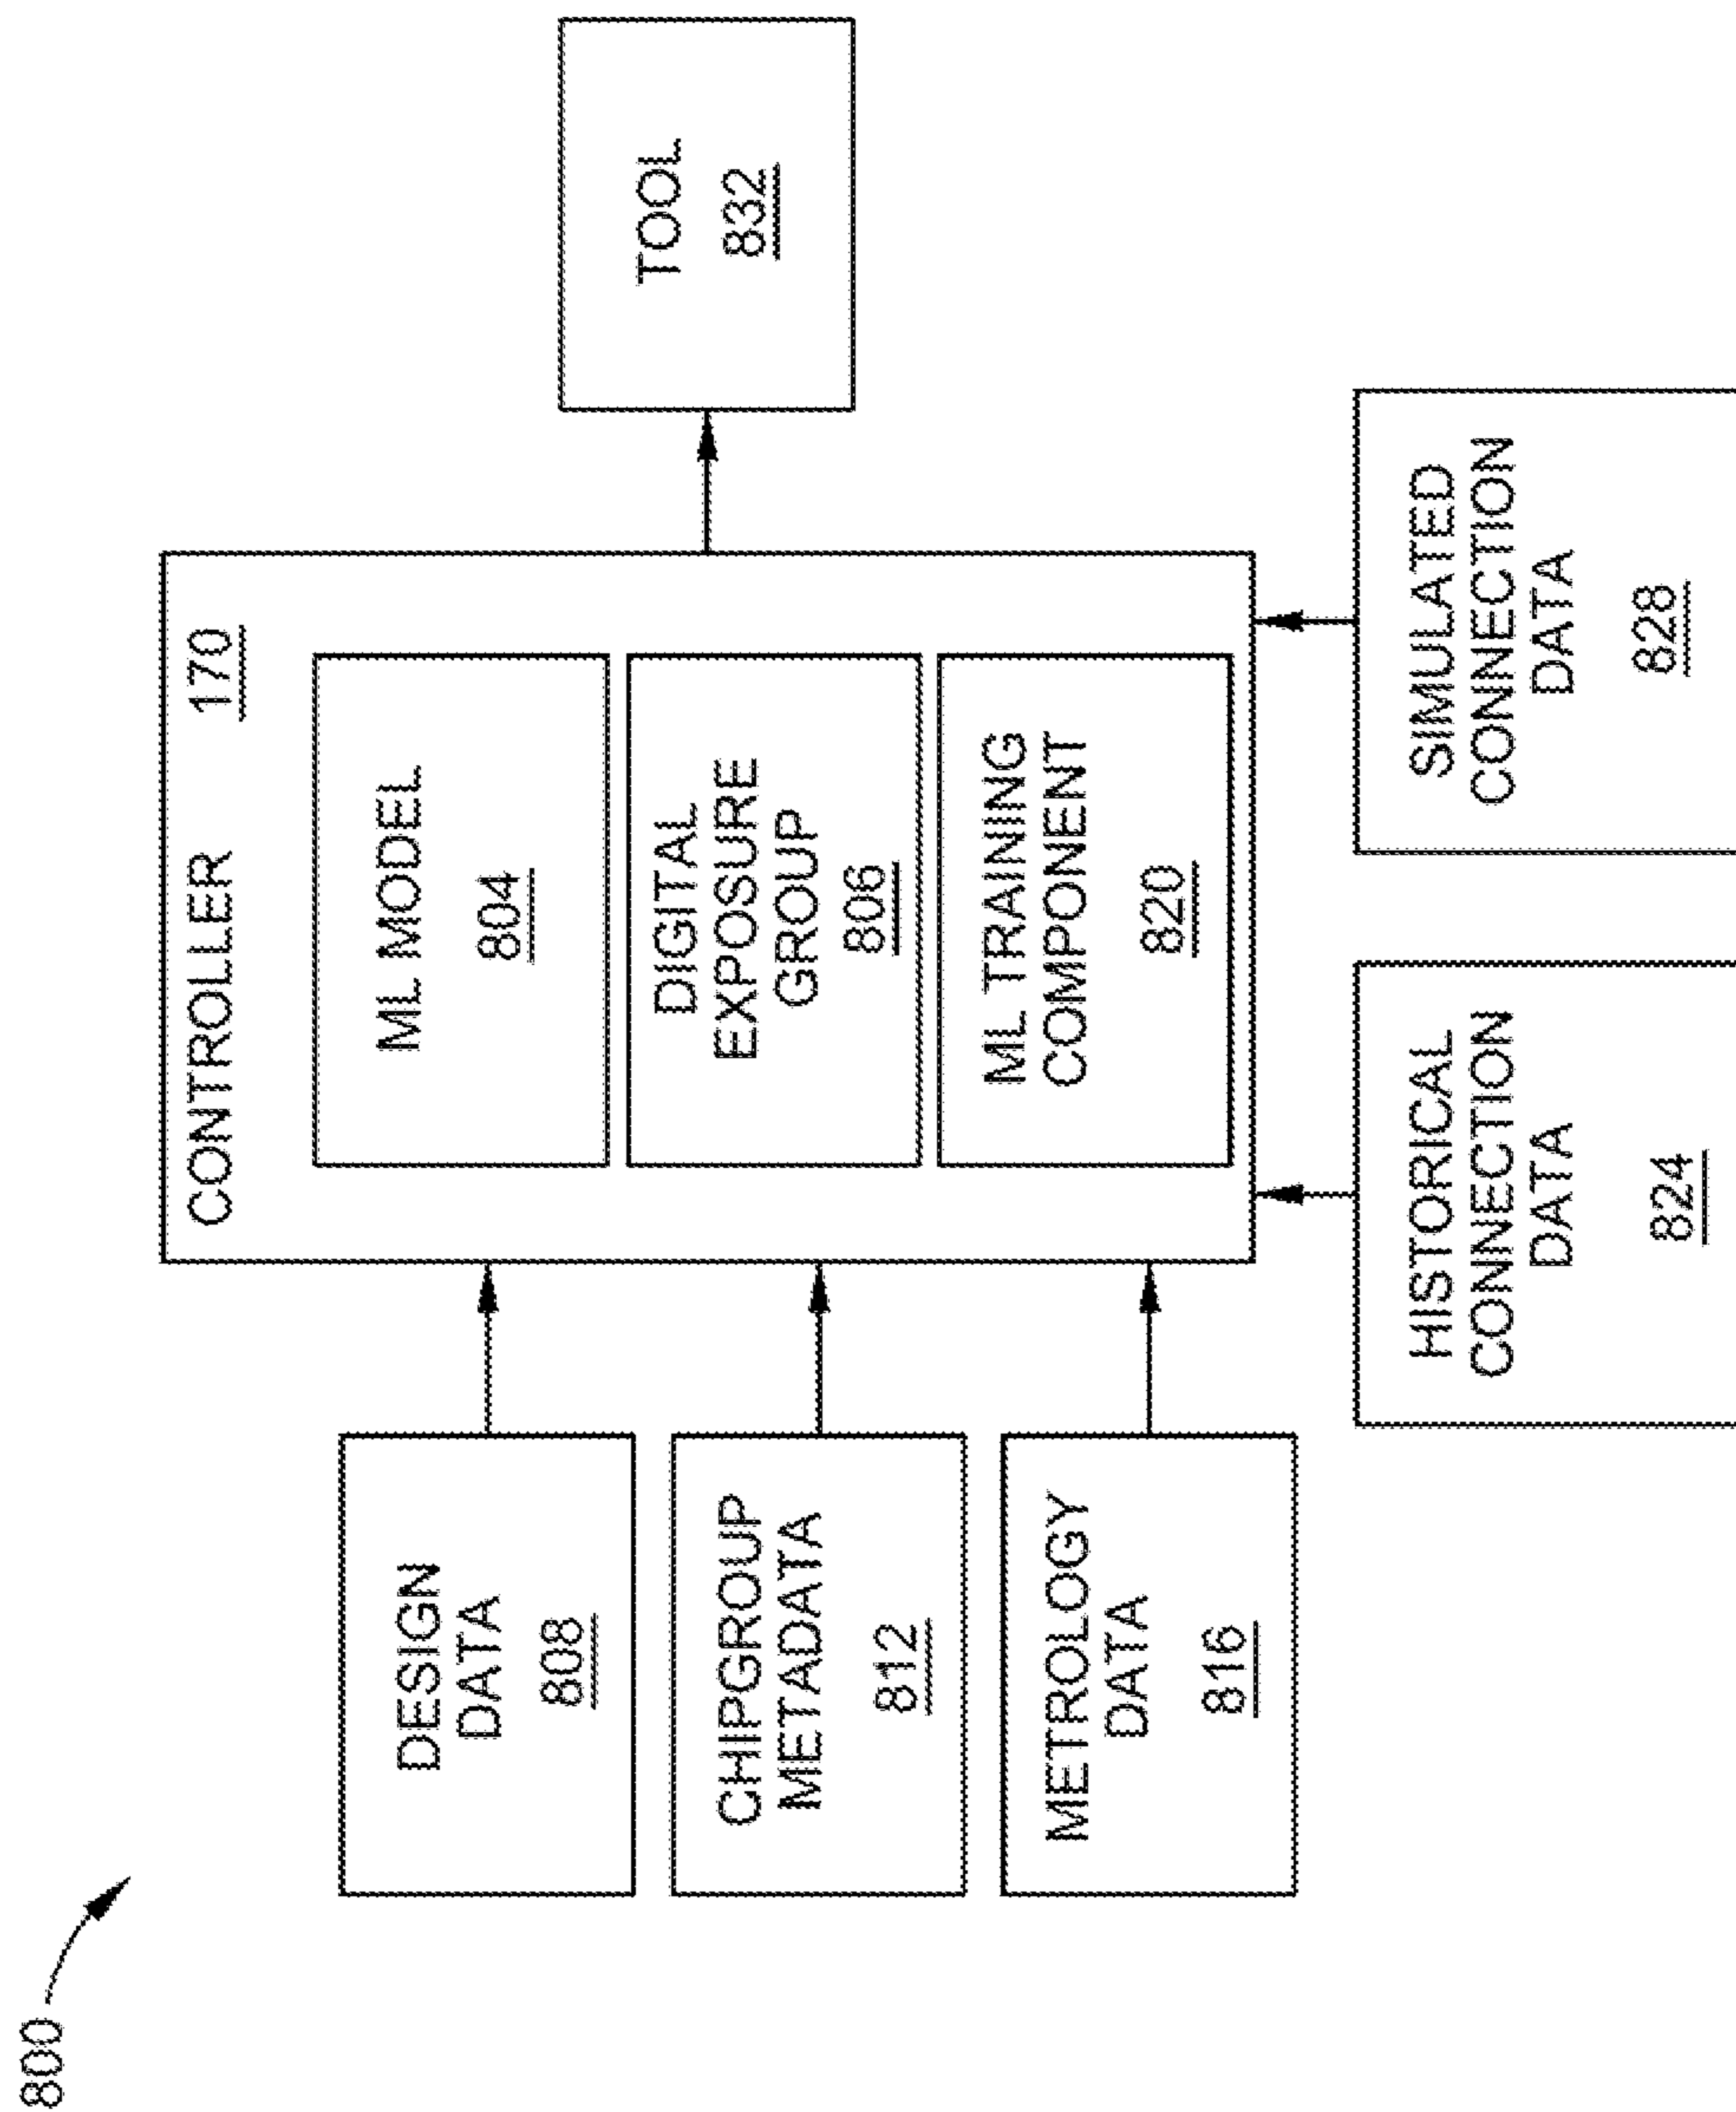 800
DESIGN
DATA
808
CHIPGROUP
METADATA
812
METROLOGY
DATA
816
CONTROLLER 170
ML MODEL
804
DIGITAL
EXPOSURE
GROUP
806
ML TRAINING
COMPONENT
820
TOOL
832
HISTORICAL
CONNECTION
DATA
824
SIMULATED
CONNECTION
DATA
828